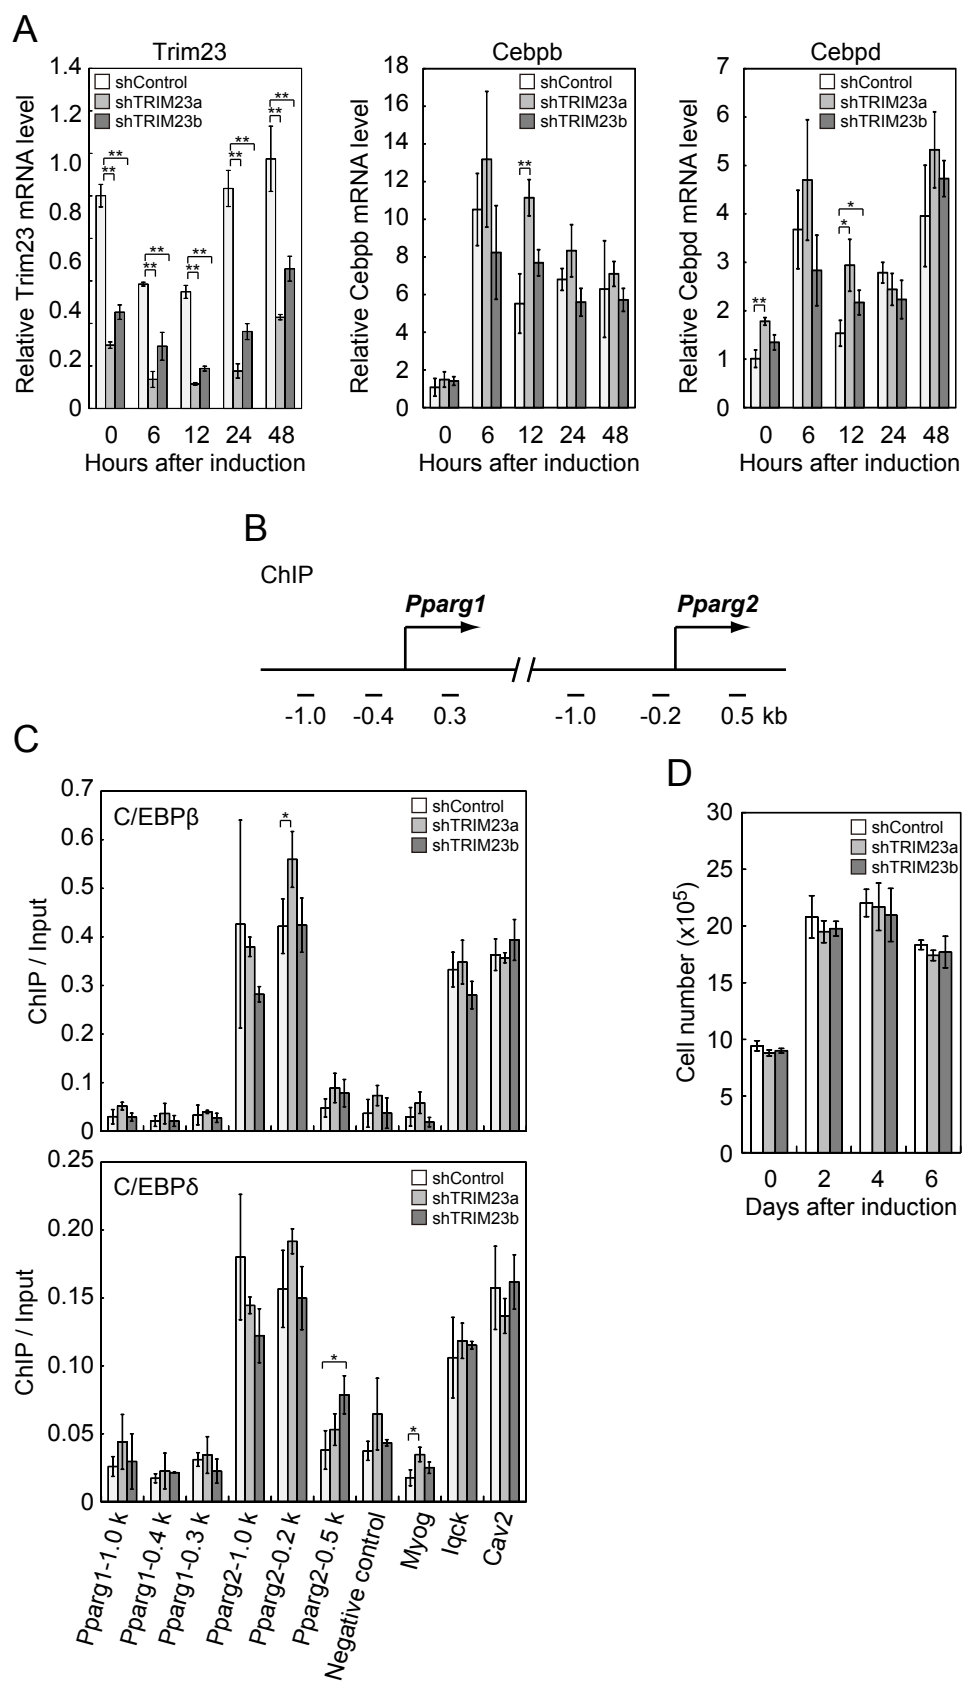 A
Trim23
Cebpb
Cebpd
Relative Trim23 mRNA level
1.4
1.2
1.0
0.8
0.6
0.4
0.2
0
shControl
shTRIM23a
shTRIM23b
**
**
**
**
**
**
**
**
**
**
0 6 12 24 48
Hours after induction
Relative Cebpb mRNA level
18
16
14
12
10
8
6
4
2
0
shControl
shTRIM23a
shTRIM23b
**
0 6 12 24 48
Hours after induction
Relative Cebpd mRNA level
7
6
5
4
3
2
1
0
shControl
shTRIM23a
shTRIM23b
**
*
*
0 6 12 24 48
Hours after induction
B
ChIP
Pparg1 Pparg2
-1.0 -0.4 0.3 -1.0 -0.2 0.5 kb
C
C/EBPβ
ChIP / Input
0.7
0.6
0.5
0.4
0.3
0.2
0.1
0
shControl
shTRIM23a
shTRIM23b
*
C/EBPδ
ChIP / Input
0.25
0.20
0.15
0.10
0.05
0
shControl
shTRIM23a
shTRIM23b
*
*
Pparg1-1.0 k
Pparg1-0.4 k
Pparg1-0.3 k
Pparg2-1.0 k
Pparg2-0.2 k
Pparg2-0.5 k
Negative control
Myog
Iqck
Cav2
D
Cell number (x10⁵)
30
25
20
15
10
5
0
shControl
shTRIM23a
shTRIM23b
0 2 4 6
Days after induction